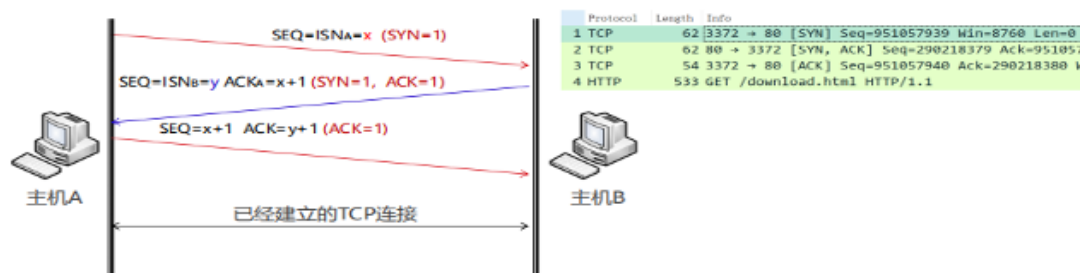 SEQ=ISNA=x (SYN=1)
SEQ=ISNB=y ACKA=x+1 (SYN=1, ACK=1)
SEQ=x+1 ACK=y+1 (ACK=1)
主机A
主机B
已经建立的TCP连接
Protocol Length Info
1 TCP 62 3372 → 80 [SYN] Seq=951057939 Win=8760 Len=0
2 TCP 62 80 → 3372 [SYN, ACK] Seq=290218379 Ack=95105
3 TCP 54 3372 → 80 [ACK] Seq=951057940 Ack=290218380 W
4 HTTP 533 GET /download.html HTTP/1.1